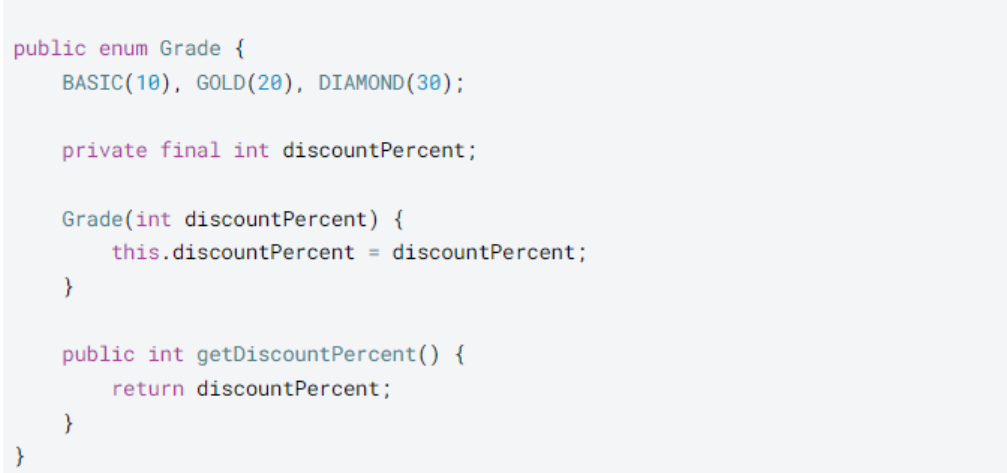 public enum Grade {
    BASIC(10), GOLD(20), DIAMOND(30);
    private final int discountPercent;
    Grade(int discountPercent) {
        this.discountPercent = discountPercent;
    }
    public int getDiscountPercent() {
        return discountPercent;
    }
}